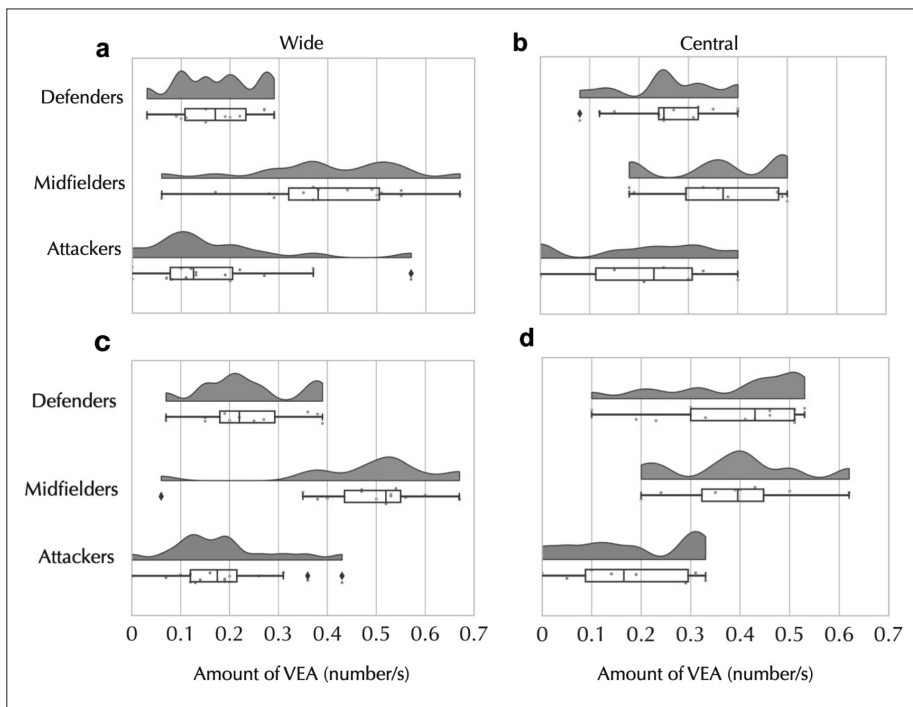 a
Wide
b
Central
Defenders
Midfielders
Attackers
c
d
Defenders
Midfielders
Attackers
0 0.1 0.2 0.3 0.4 0.5 0.6 0.7
0 0.1 0.2 0.3 0.4 0.5 0.6 0.7
Amount of VEA (number/s)
Amount of VEA (number/s)